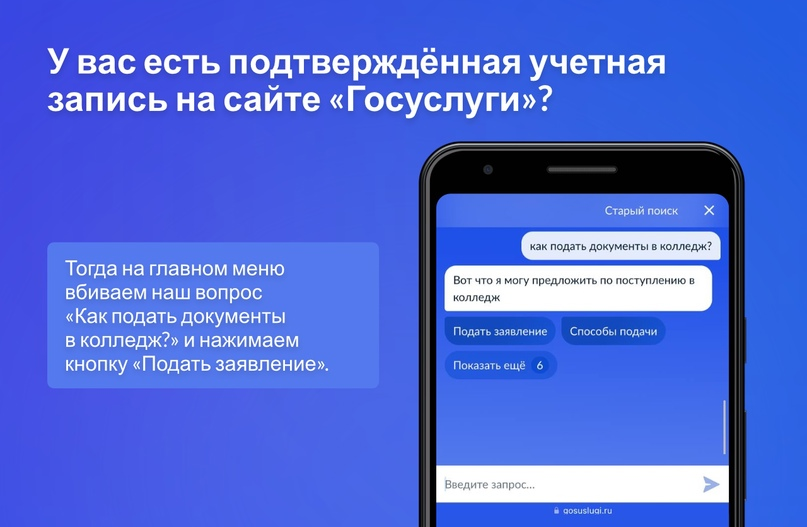 У вас есть подтверждённая учетная
запись на сайте «Госуслуги»?
Тогда на главном меню
вбиваем наш вопрос
«Как подать документы
в колледж?» и нажимаем
кнопку «Подать заявление».
Старый поиск
как подать документы в колледж?
Вот что я могу предложить по поступлению в
колледж
Подать заявление
Способы подачи
Показать ещё 6
Введите запрос...
gosuslugi.ru